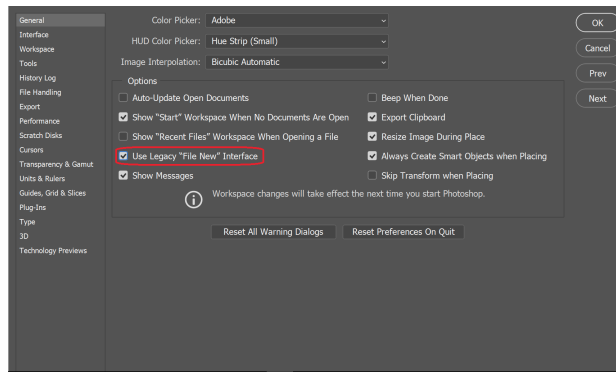 General
Interface
Workspace
Tools
History Log
File Handling
Export
Performance
Scratch Disks
Cursors
Transparency & Gamut
Units & Rulers
Guides, Grid & Slices
Plug-Ins
Type
3D
Technology Previews
Color Picker: Adobe
HUD Color Picker: Hue Strip (Small)
Image Interpolation: Bicubic Automatic
Options
Auto-Update Open Documents
Beep When Done
Show "Start" Workspace When No Documents Are Open
Export Clipboard
Show "Recent Files" Workspace When Opening a File
Resize Image During Place
Use Legacy "File New" Interface
Always Create Smart Objects when Placing
Show Messages
Skip Transform when Placing
Workspace changes will take effect the next time you start Photoshop.
Reset All Warning Dialogs
Reset Preferences On Quit
OK
Cancel
Prev
Next